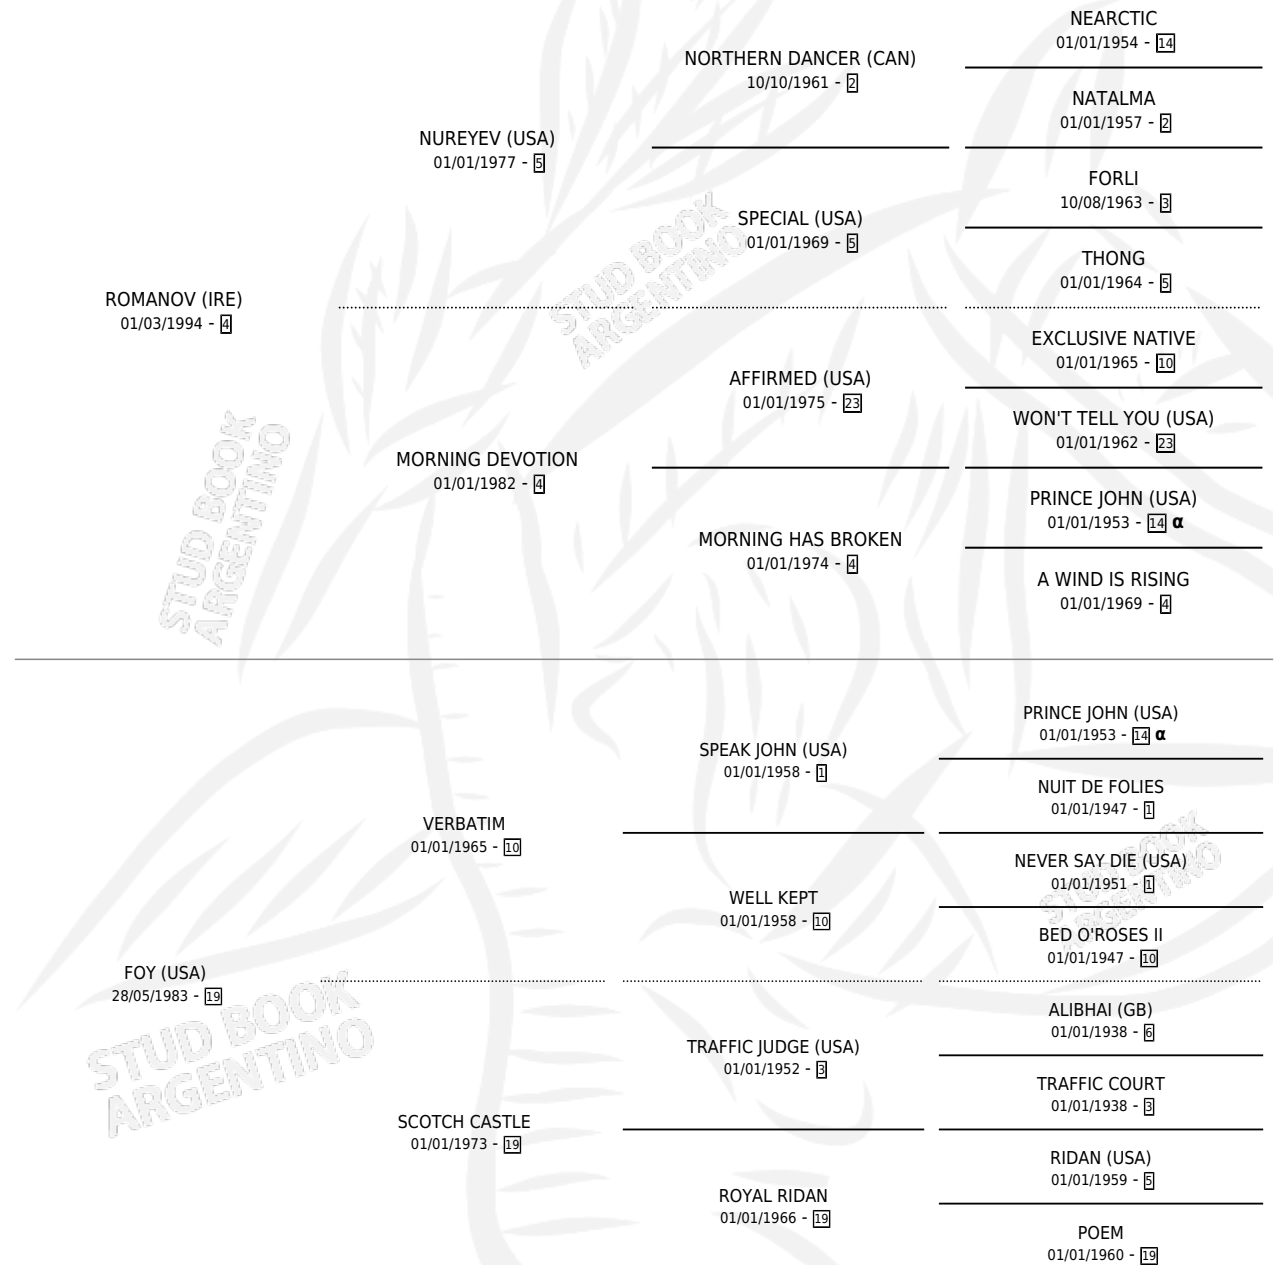 NEARCTIC
01/01/1954 - 14
NORTHERN DANCER (CAN)
10/10/1961 - 2
NATALMA
01/01/1957 - 2
NUREYEV (USA)
01/01/1977 - 5
FORLI
10/08/1963 - 3
SPECIAL (USA)
01/01/1969 - 5
THONG
01/01/1964 - 5
ROMANOV (IRE)
01/03/1994 - 4
EXCLUSIVE NATIVE
01/01/1965 - 10
AFFIRMED (USA)
01/01/1975 - 23
WON'T TELL YOU (USA)
01/01/1962 - 23
MORNING DEVOTION
01/01/1982 - 4
PRINCE JOHN (USA)
01/01/1953 - 14 α
MORNING HAS BROKEN
01/01/1974 - 4
A WIND IS RISING
01/01/1969 - 4
STUD BOOK
ARGENTINO
STUD BOOK
ARGENTINO
PRINCE JOHN (USA)
01/01/1953 - 14 α
SPEAK JOHN (USA)
01/01/1958 - 1
NUIT DE FOLIES
01/01/1947 - 1
VERBATIM
01/01/1965 - 10
NEVER SAY DIE (USA)
01/01/1951 - 1
WELL KEPT
01/01/1958 - 10
BED O'ROSES II
01/01/1947 - 10
FOY (USA)
28/05/1983 - 19
ALIBHAI (GB)
01/01/1938 - 6
TRAFFIC JUDGE (USA)
01/01/1952 - 3
TRAFFIC COURT
01/01/1938 - 3
SCOTCH CASTLE
01/01/1973 - 19
RIDAN (USA)
01/01/1959 - 5
ROYAL RIDAN
01/01/1966 - 19
POEM
01/01/1960 - 19
STUD BOOK
ARGENTINO
STUD BOOK
ARGENTINO